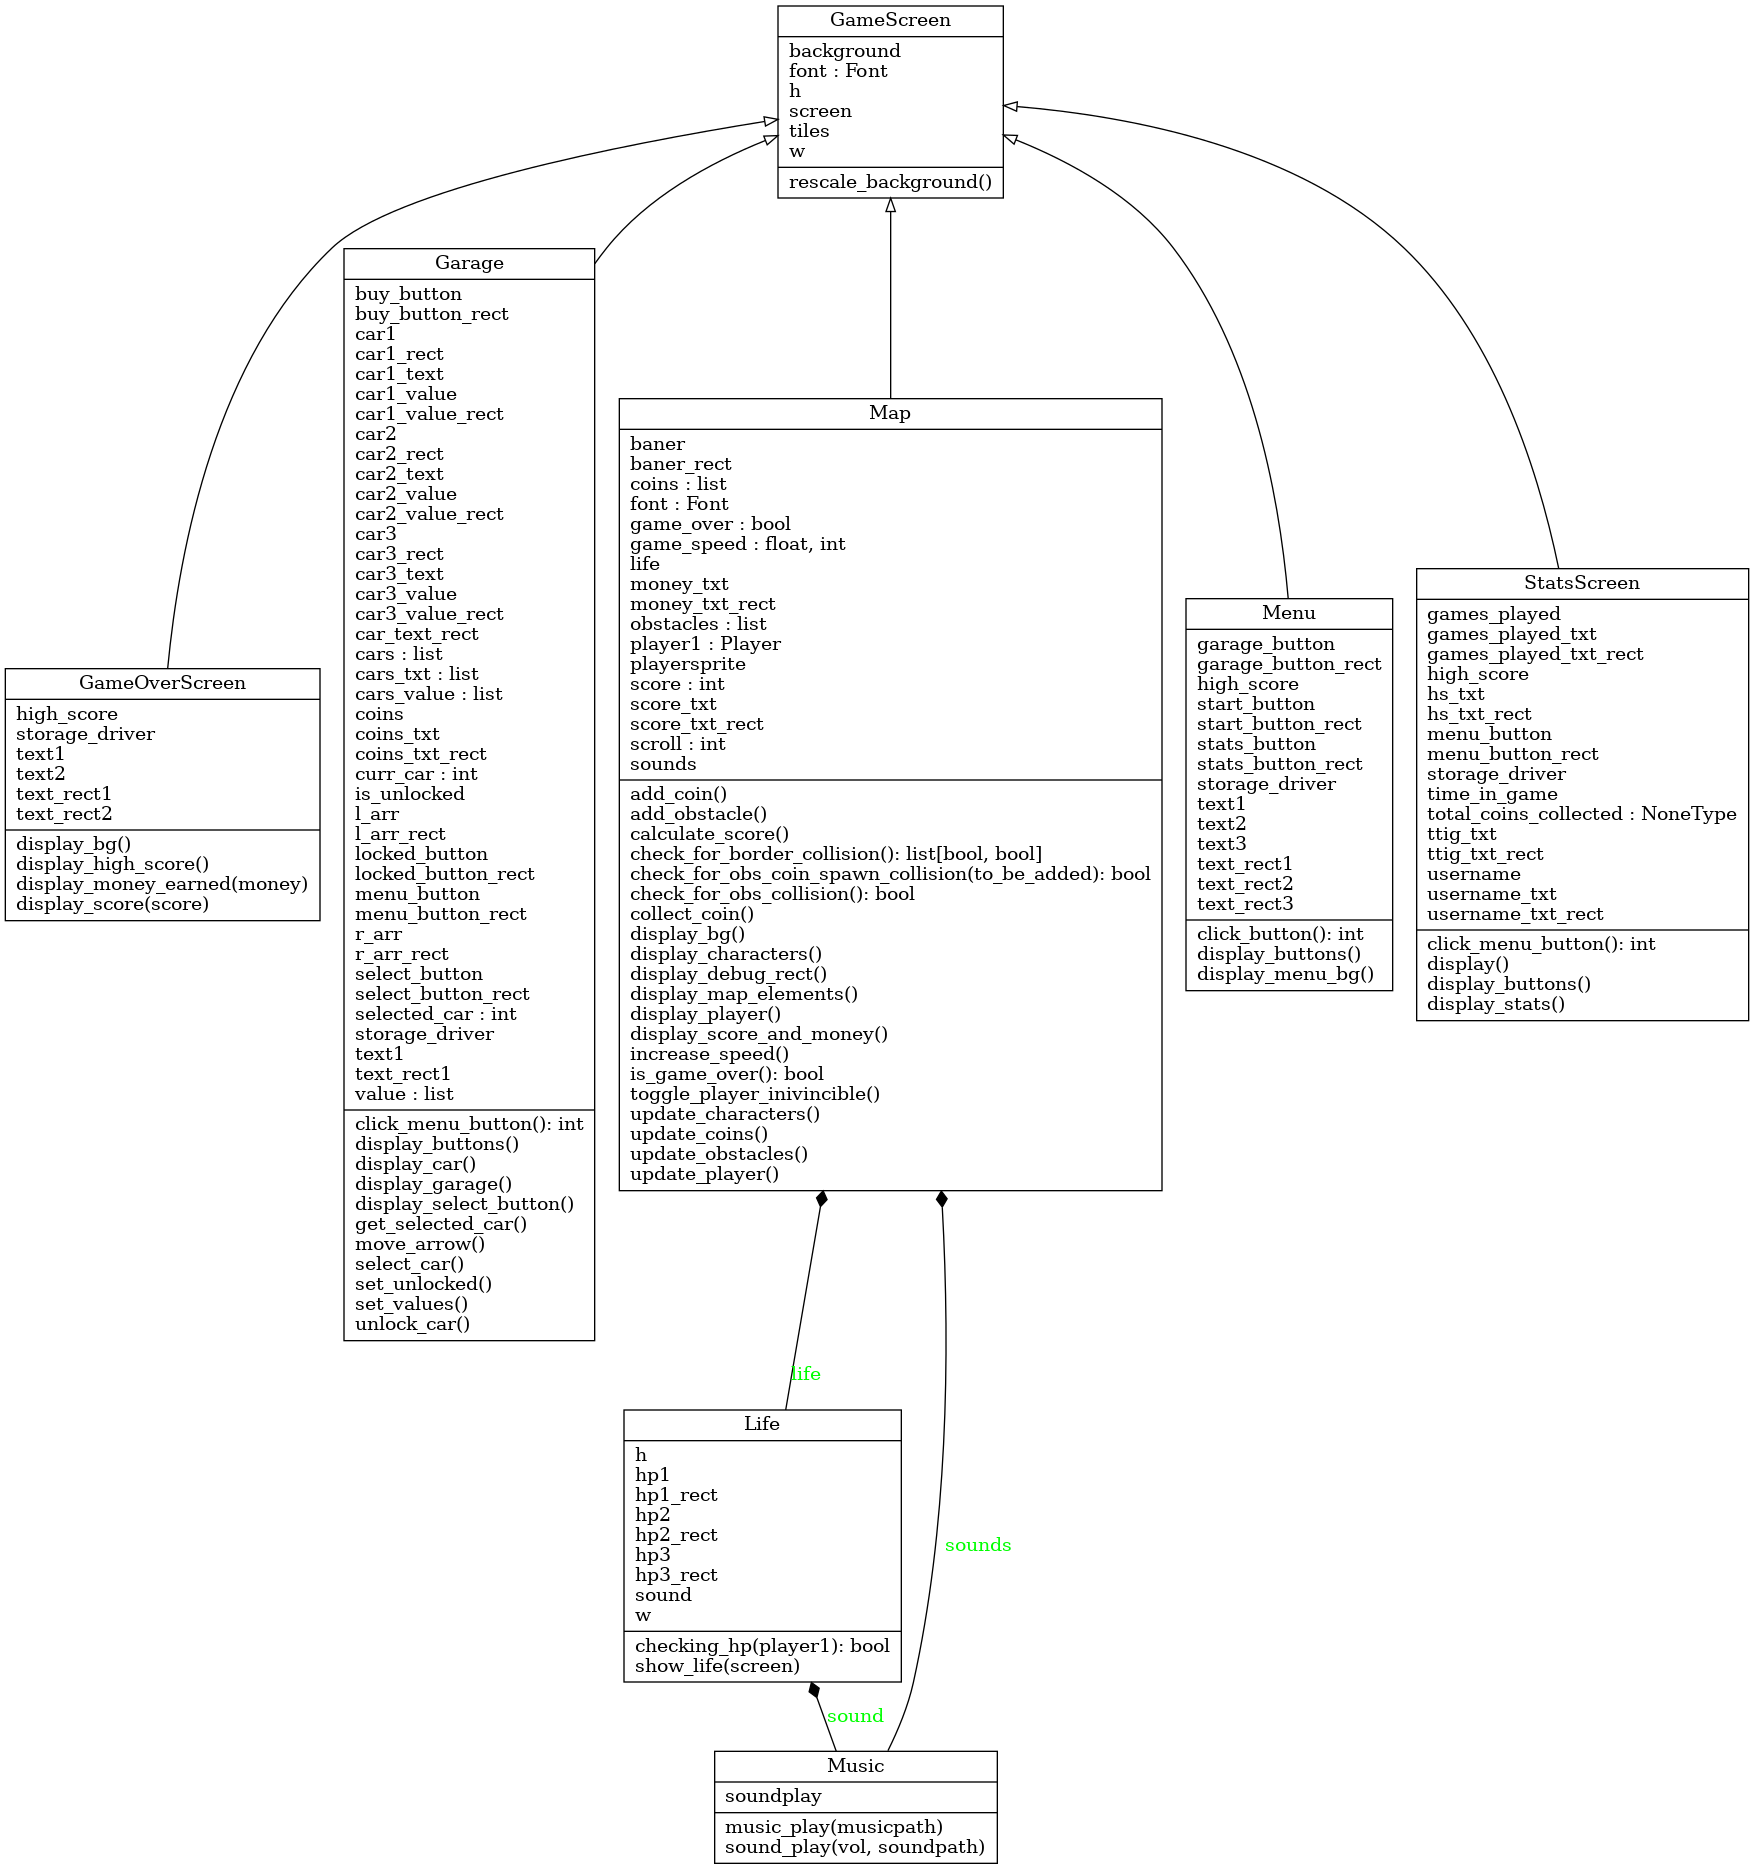 GameScreen
background
font : Font
h
screen
tiles
w
rescale_background()
Garage
buy_button
buy_button_rect
car1
car1_rect
car1_text
car1_value
car1_value_rect
car2
car2_rect
car2_text
car2_value
car2_value_rect
car3
car3_rect
car3_text
car3_value
car3_value_rect
car_text_rect
cars : list
cars_txt : list
cars_value : list
coins
coins_txt
coins_txt_rect
curr_car : int
is_unlocked
l_arr
l_arr_rect
locked_button
locked_button_rect
menu_button
menu_button_rect
r_arr
r_arr_rect
select_button
select_button_rect
selected_car : int
storage_driver
text1
text_rect1
value : list
click_menu_button(): int
display_buttons()
display_car()
display_garage()
display_select_button()
get_selected_car()
move_arrow()
select_car()
set_unlocked()
set_values()
unlock_car()
Map
baner
baner_rect
coins : list
font : Font
game_over : bool
game_speed : float, int
life
money_txt
money_txt_rect
obstacles : list
player1 : Player
playersprite
score : int
score_txt
score_txt_rect
scroll : int
sounds
add_coin()
add_obstacle()
calculate_score()
check_for_border_collision(): list[bool, bool]
check_for_obs_coin_spawn_collision(to_be_added): bool
check_for_obs_collision(): bool
collect_coin()
display_bg()
display_characters()
display_debug_rect()
display_map_elements()
display_player()
display_score_and_money()
increase_speed()
is_game_over(): bool
toggle_player_inivincible()
update_characters()
update_coins()
update_obstacles()
update_player()
StatsScreen
games_played
games_played_txt
games_played_txt_rect
high_score
hs_txt
hs_txt_rect
menu_button
menu_button_rect
storage_driver
time_in_game
total_coins_collected : NoneType
ttig_txt
ttig_txt_rect
username
username_txt
username_txt_rect
click_menu_button(): int
display()
display_buttons()
display_stats()
Menu
garage_button
garage_button_rect
high_score
start_button
start_button_rect
stats_button
stats_button_rect
storage_driver
text1
text2
text3
text_rect1
text_rect2
text_rect3
click_button(): int
display_buttons()
display_menu_bg()
GameOverScreen
high_score
storage_driver
text1
text2
text_rect1
text_rect2
display_bg()
display_high_score()
display_money_earned(money)
display_score(score)
life
Life
h
hp1
hp1_rect
hp2
hp2_rect
hp3
hp3_rect
sound
w
checking_hp(player1): bool
show_life(screen)
sounds
sound
Music
soundplay
music_play(musicpath)
sound_play(vol, soundpath)